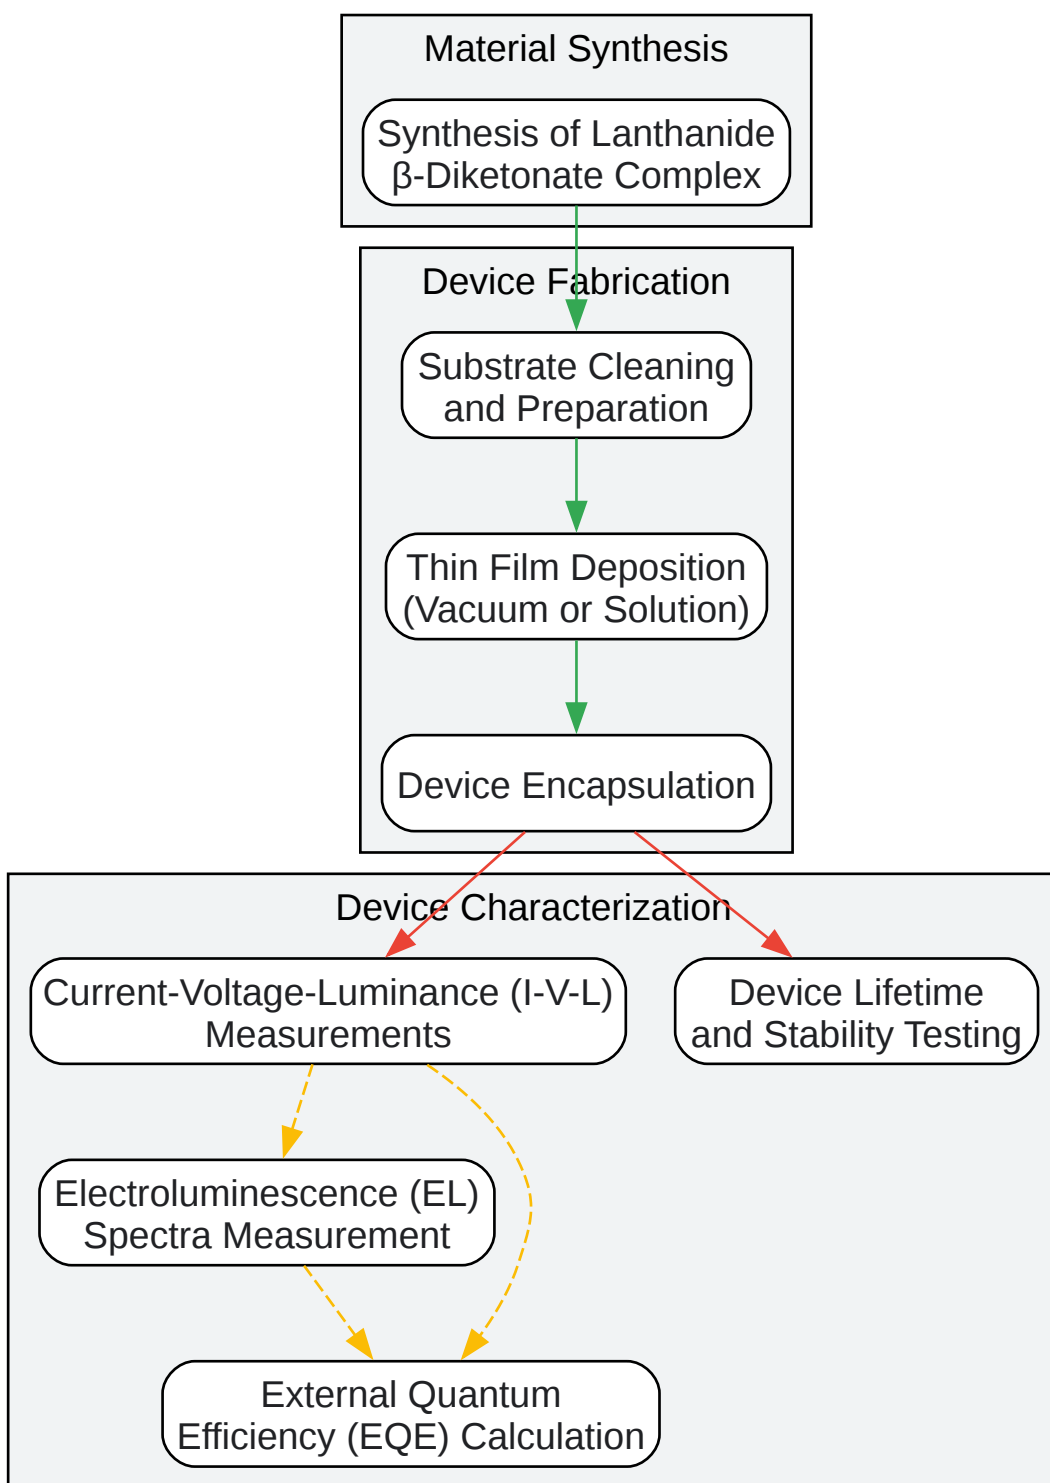 Material Synthesis
Synthesis of Lanthanide
β-Diketonate Complex
Device Fabrication
Substrate Cleaning
and Preparation
Thin Film Deposition
(Vacuum or Solution)
Device Encapsulation
Device Characterization
Current-Voltage-Luminance (I-V-L)
Measurements
Device Lifetime
and Stability Testing
Electroluminescence (EL)
Spectra Measurement
External Quantum
Efficiency (EQE) Calculation